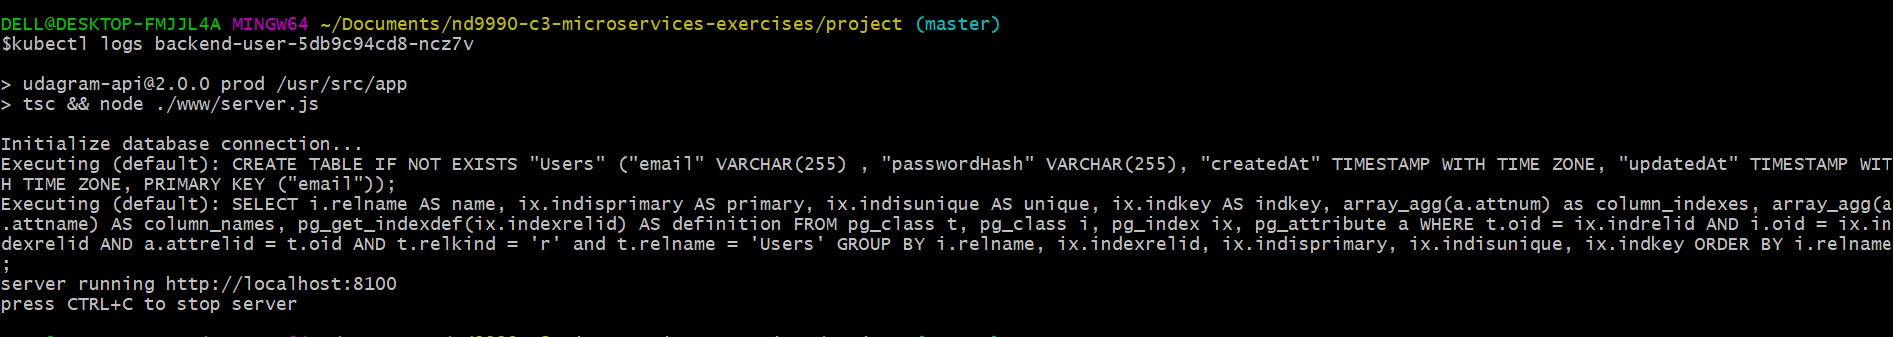 DELL@DESKTOP-FMJJL4A MINGW64 ~/Documents/nd9990-c3-microservices-exercises/project (master)
$kubectl logs backend-user-5db9c94cd8-ncz7v
> udagram-api@2.0.0 prod /usr/src/app
> tsc && node ./www/server.js
Initialize database connection...
Executing (default): CREATE TABLE IF NOT EXISTS "Users" ("email" VARCHAR(255) , "passwordHash" VARCHAR(255), "createdAt" TIMESTAMP WITH TIME ZONE, "updatedAt" TIMESTAMP WIT
H TIME ZONE, PRIMARY KEY ("email"));
Executing (default): SELECT i.relname AS name, ix.indisprimary AS primary, ix.indisunique AS unique, ix.indkey AS indkey, array_agg(a.attnum) as column_indexes, array_agg(a
.attname) AS column_names, pg_get_indexdef(ix.indexrelid) AS definition FROM pg_class t, pg_class i, pg_index ix, pg_attribute a WHERE t.oid = ix.indrelid AND i.oid = ix.in
dexrelid AND a.attrelid = t.oid AND t.relkind = 'r' and t.relname = 'Users' GROUP BY i.relname, ix.indexrelid, ix.indisprimary, ix.indisunique, ix.indkey ORDER BY i.relname
;
server running http://localhost:8100
press CTRL+C to stop server